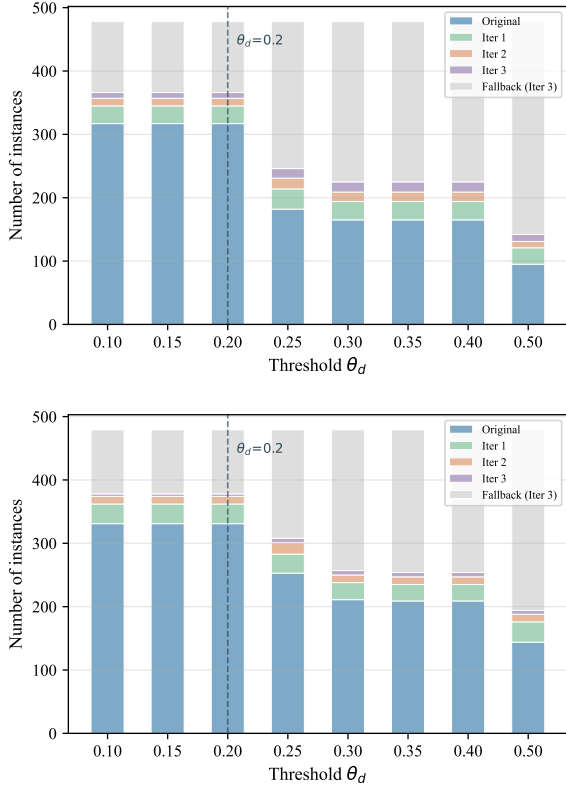 500
400
300
200
100
0
Number of instances
θd=0.2
Original
Iter 1
Iter 2
Iter 3
Fallback (Iter 3)
0.10 0.15 0.20 0.25 0.30 0.35 0.40 0.50
Threshold θd
500
400
300
200
100
0
Number of instances
θd=0.2
Original
Iter 1
Iter 2
Iter 3
Fallback (Iter 3)
0.10 0.15 0.20 0.25 0.30 0.35 0.40 0.50
Threshold θd